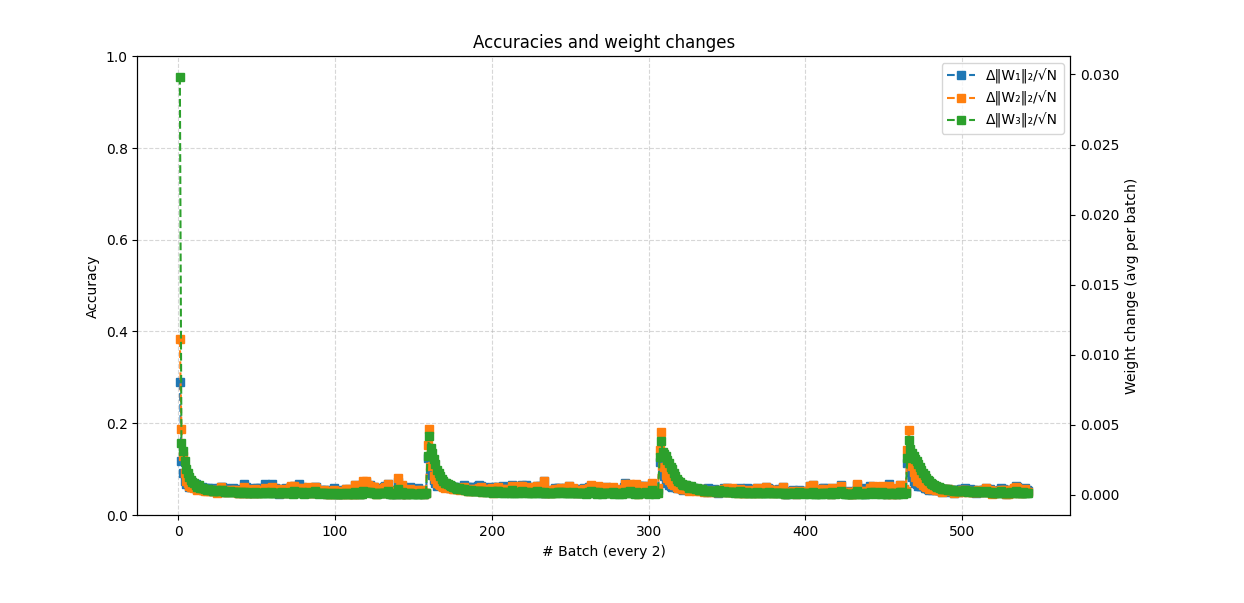 Accuracies and weight changes
1.0
0.8
0.6
0.4
0.2
0.0
Accuracy
0
100
200
300
400
500
# Batch (every 2)
0.030
0.025
0.020
0.015
0.010
0.005
0.000
Weight change (avg per batch)
Δ‖W₁‖₂/√N
Δ‖W₂‖₂/√N
Δ‖W₃‖₂/√N